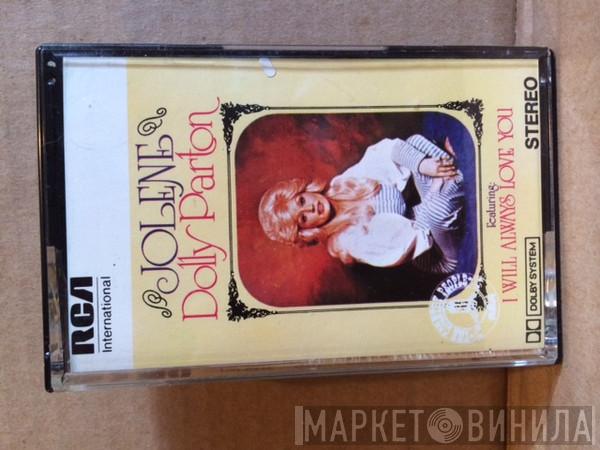 RCA
International
JOLENE
Dolly Parton
Featuring:
I WILL ALWAYS LOVE YOU
STEREO
DOLBY SYSTEM
МАРКЕТ ВИНИЛА